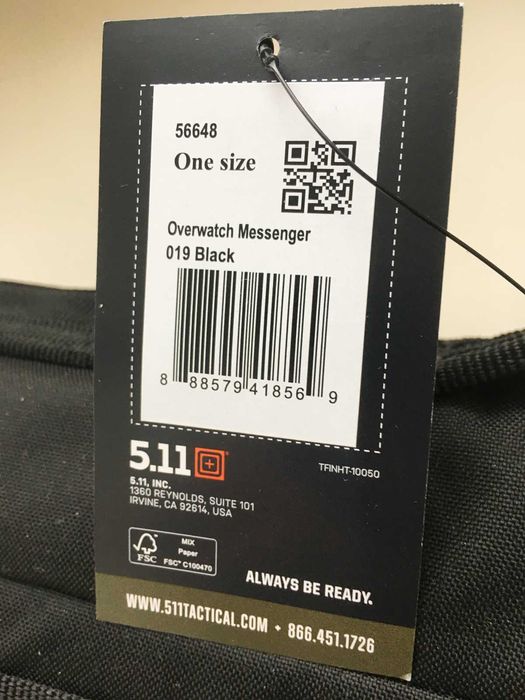 56648
One size
Overwatch Messenger
019 Black
8 88579 41856 9
5.11
TFINHT-10050
5.11, INC.
1360 REYNOLDS, SUITE 101
IRVINE, CA 92614, USA
FSC
MIX
Paper
FSC® C100470
ALWAYS BE READY.
WWW.511TACTICAL.COM • 866.451.1726